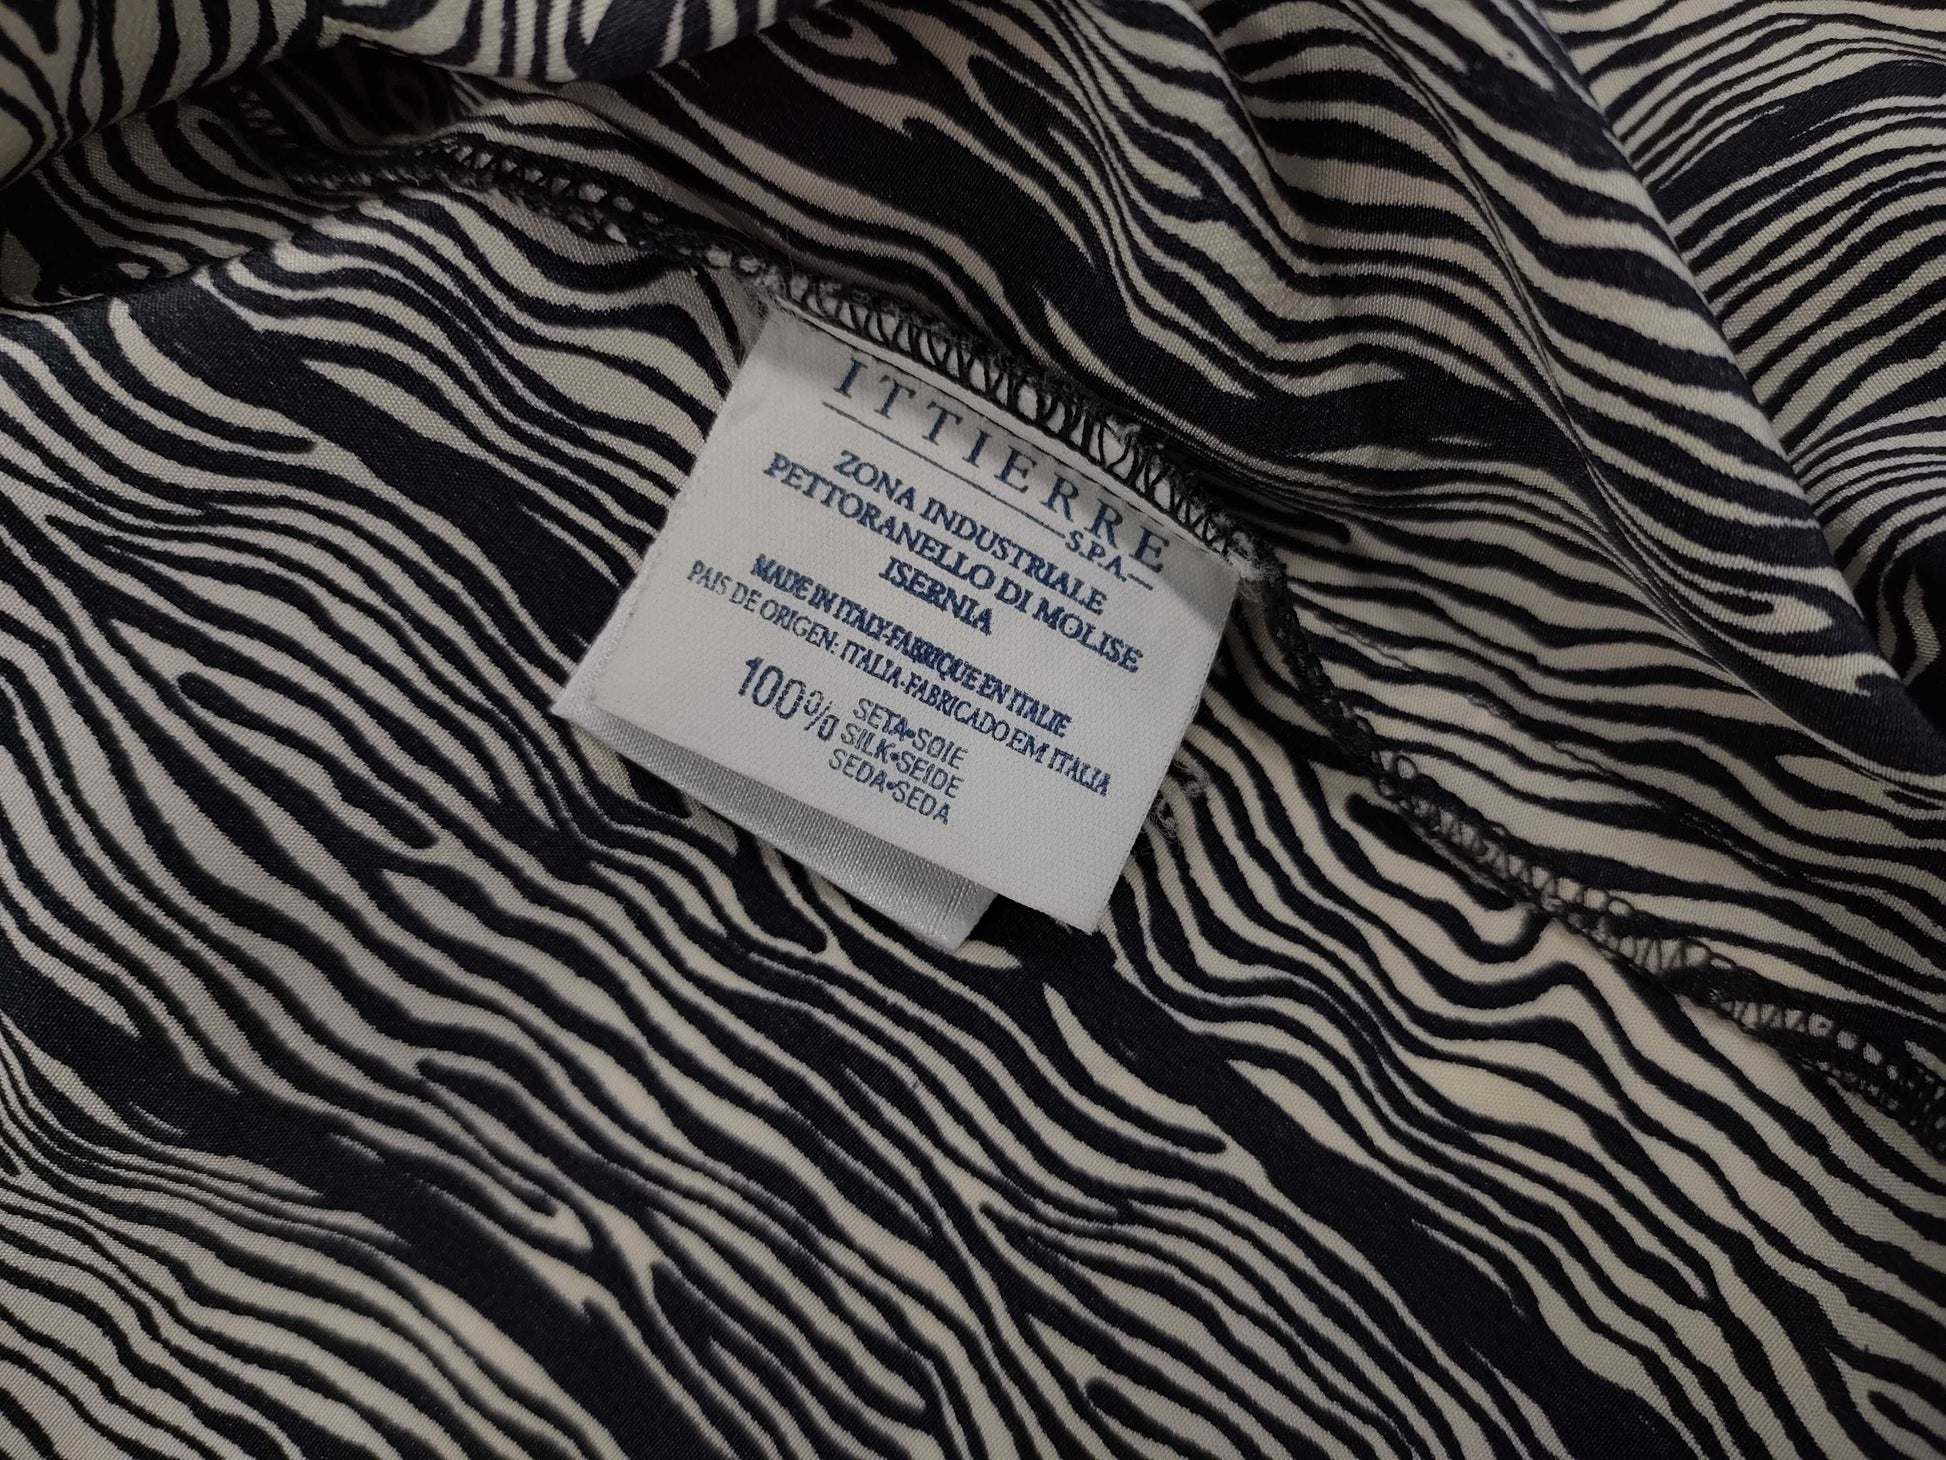 ITTIERRE
S.P.A.
ZONA INDUSTRIALE
PETTORANELLO DI MOLISE
ISERNIA
MADE IN ITALY-FABRIQUE EN ITALIE
PAIS DE ORIGEN: ITALIA-FABRICADO EM ITALIA
100% SETA•SOIE
SILK•SEIDE
SEDA•SEDA